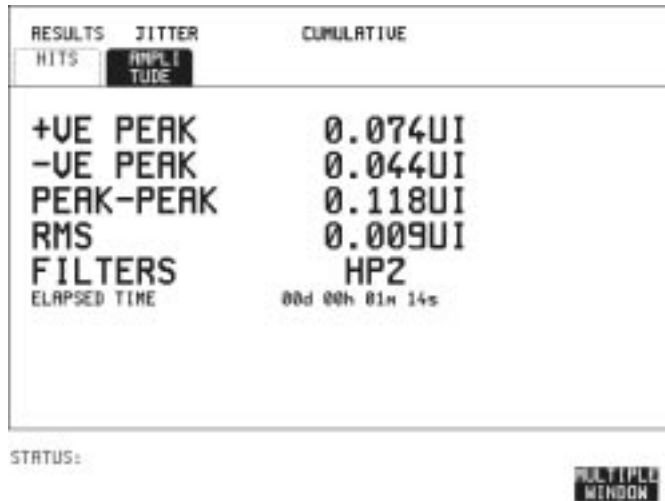 RESULTS JITTER CUMULATIVE
HITS AMPLI
TUDE
+VE PEAK 0.074UI
-VE PEAK 0.044UI
PEAK-PEAK 0.118UI
RMS 0.009UI
FILTERS HP2
ELAPSED TIME 00d 00h 01m 14s
STATUS:
MULTIPLE
WINDOW